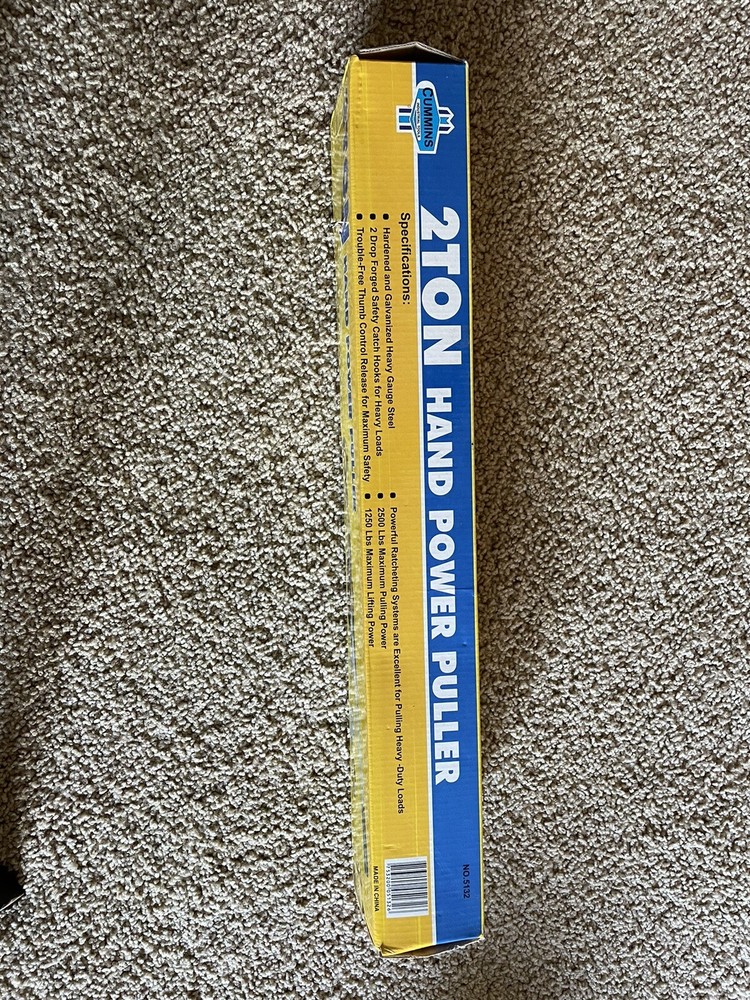 CUMMINS
2TON HAND POWER PULLER
NO.5132
Specifications:
■ Hardened and Galvanized Heavy Gauge Steel
■ 2 Drop Forged Safety Catch Hooks for Heavy Loads
■ Trouble-Free Thumb Control Release for Maximum Safety
■ Powerful Ratcheting Systems are Excellent for Pulling Heavy -Duty Loads
■ 2500 Lbs Maximum Pulling Power
■ 1250 Lbs Maximum Lifting Power
MADE IN CHINA